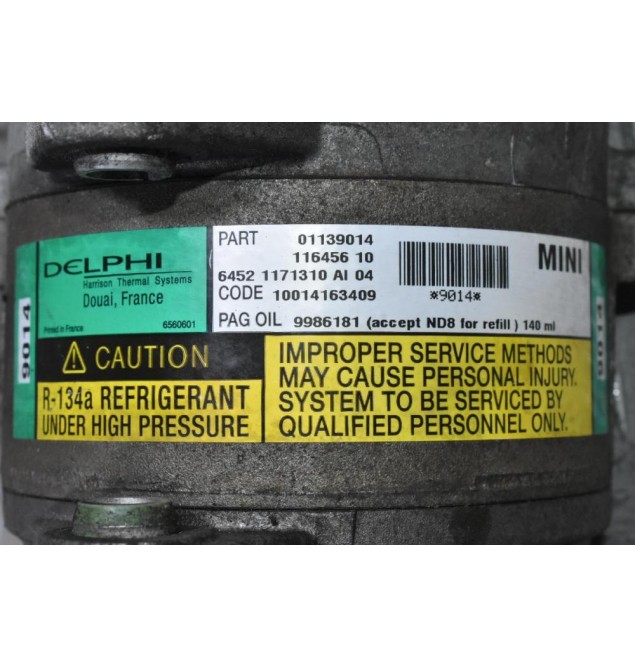 DELPHI
Harrison Thermal Systems
Douai, France
Printed in France 6560601
9014
PART 01139014
116456 10
6452 1171310 AI 04
CODE 10014163409
PAG OIL 9986181 (accept ND8 for refill ) 140 ml
*9014*
MINI
9014
CAUTION
R-134a REFRIGERANT
UNDER HIGH PRESSURE
IMPROPER SERVICE METHODS
MAY CAUSE PERSONAL INJURY.
SYSTEM TO BE SERVICED BY
QUALIFIED PERSONNEL ONLY.